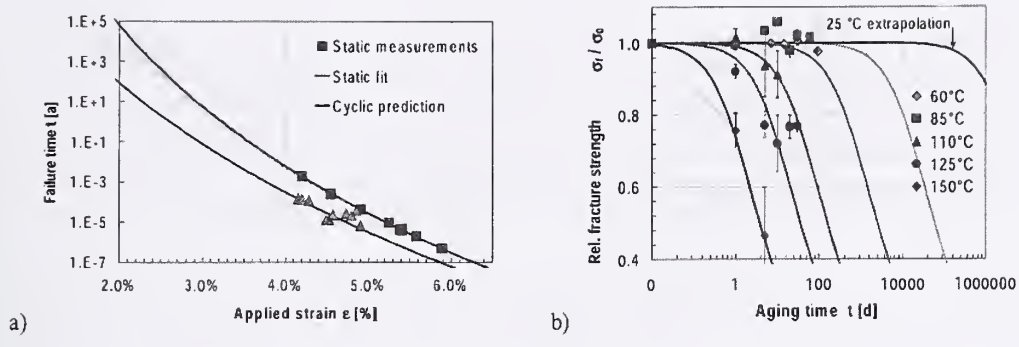 1.E+5
1.E+3
1.E+1
1.E-1
1.E-3
1.E-5
1.E-7
Failure time t [a]
Static measurements
Static fit
Cyclic prediction
2.0% 3.0% 4.0% 5.0% 6.0%
Applied strain ε [%]
a)
25 °C extrapolation
1.0
0.8
0.6
0.4
Rel. fracture strength σf / σ0
60°C
85°C
110°C
125°C
150°C
0 1 100 10000 1000000
Aging time t [d]
b)